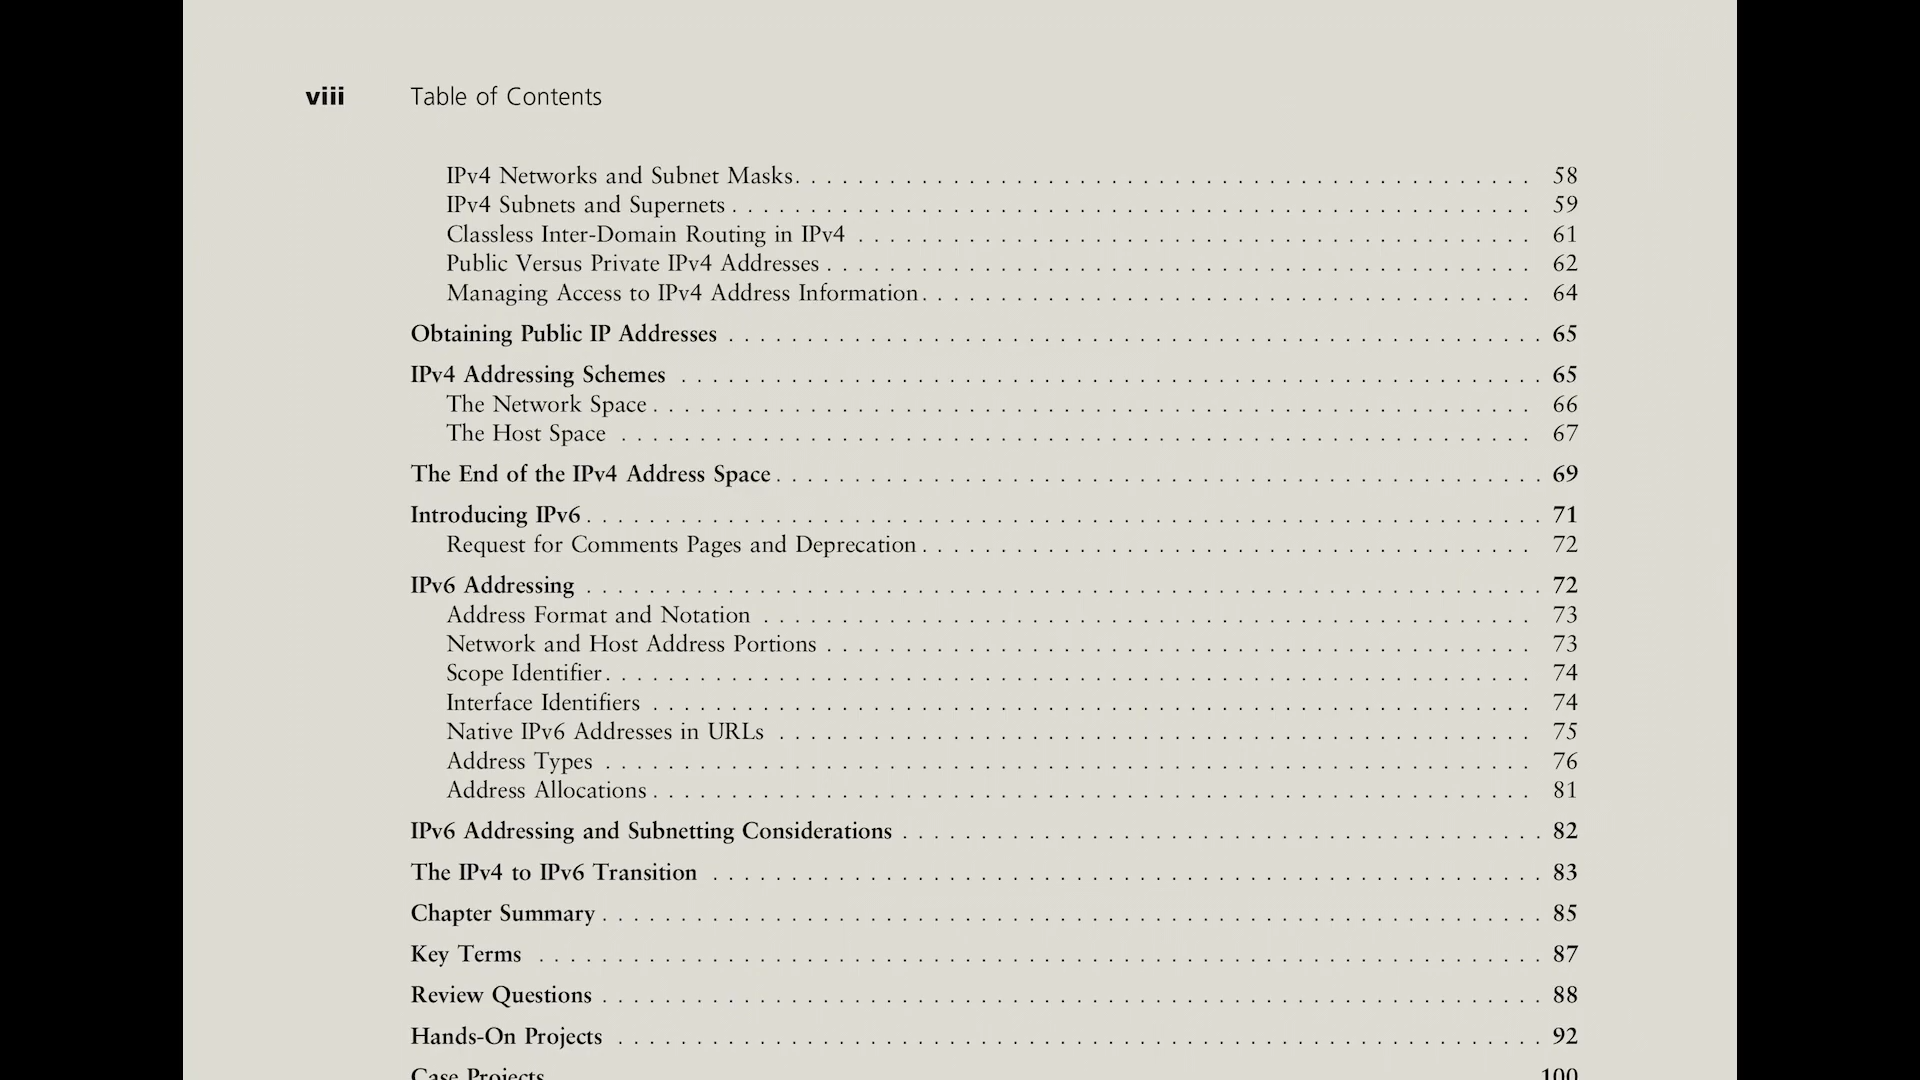 viii Table of Contents
IPv4 Networks and Subnet Masks. . . . . . . . . . . . . . . . . . . . . . . . . . . . . . . . . . . . . . . . . . . . . . . 58
IPv4 Subnets and Supernets . . . . . . . . . . . . . . . . . . . . . . . . . . . . . . . . . . . . . . . . . . . . . . . . . . . 59
Classless Inter-Domain Routing in IPv4 . . . . . . . . . . . . . . . . . . . . . . . . . . . . . . . . . . . . . . . . . . . 61
Public Versus Private IPv4 Addresses . . . . . . . . . . . . . . . . . . . . . . . . . . . . . . . . . . . . . . . . . . . . . 62
Managing Access to IPv4 Address Information . . . . . . . . . . . . . . . . . . . . . . . . . . . . . . . . . . . . . . . 64
Obtaining Public IP Addresses . . . . . . . . . . . . . . . . . . . . . . . . . . . . . . . . . . . . . . . . . . . . . . . . . . . . 65
IPv4 Addressing Schemes . . . . . . . . . . . . . . . . . . . . . . . . . . . . . . . . . . . . . . . . . . . . . . . . . . . . . . . 65
The Network Space . . . . . . . . . . . . . . . . . . . . . . . . . . . . . . . . . . . . . . . . . . . . . . . . . . . . . . . . 66
The Host Space . . . . . . . . . . . . . . . . . . . . . . . . . . . . . . . . . . . . . . . . . . . . . . . . . . . . . . . . . . 67
The End of the IPv4 Address Space . . . . . . . . . . . . . . . . . . . . . . . . . . . . . . . . . . . . . . . . . . . . . . . . . 69
Introducing IPv6 . . . . . . . . . . . . . . . . . . . . . . . . . . . . . . . . . . . . . . . . . . . . . . . . . . . . . . . . . . . . . 71
Request for Comments Pages and Deprecation . . . . . . . . . . . . . . . . . . . . . . . . . . . . . . . . . . . . . . . 72
IPv6 Addressing . . . . . . . . . . . . . . . . . . . . . . . . . . . . . . . . . . . . . . . . . . . . . . . . . . . . . . . . . . . . . 72
Address Format and Notation . . . . . . . . . . . . . . . . . . . . . . . . . . . . . . . . . . . . . . . . . . . . . . . . . 73
Network and Host Address Portions . . . . . . . . . . . . . . . . . . . . . . . . . . . . . . . . . . . . . . . . . . . . . 73
Scope Identifier . . . . . . . . . . . . . . . . . . . . . . . . . . . . . . . . . . . . . . . . . . . . . . . . . . . . . . . . . . . 74
Interface Identifiers . . . . . . . . . . . . . . . . . . . . . . . . . . . . . . . . . . . . . . . . . . . . . . . . . . . . . . . . 74
Native IPv6 Addresses in URLs . . . . . . . . . . . . . . . . . . . . . . . . . . . . . . . . . . . . . . . . . . . . . . . . 75
Address Types . . . . . . . . . . . . . . . . . . . . . . . . . . . . . . . . . . . . . . . . . . . . . . . . . . . . . . . . . . . 76
Address Allocations . . . . . . . . . . . . . . . . . . . . . . . . . . . . . . . . . . . . . . . . . . . . . . . . . . . . . . . . 81
IPv6 Addressing and Subnetting Considerations . . . . . . . . . . . . . . . . . . . . . . . . . . . . . . . . . . . . . . . . . 82
The IPv4 to IPv6 Transition . . . . . . . . . . . . . . . . . . . . . . . . . . . . . . . . . . . . . . . . . . . . . . . . . . . . . 83
Chapter Summary . . . . . . . . . . . . . . . . . . . . . . . . . . . . . . . . . . . . . . . . . . . . . . . . . . . . . . . . . . . . 85
Key Terms . . . . . . . . . . . . . . . . . . . . . . . . . . . . . . . . . . . . . . . . . . . . . . . . . . . . . . . . . . . . . . . . 87
Review Questions . . . . . . . . . . . . . . . . . . . . . . . . . . . . . . . . . . . . . . . . . . . . . . . . . . . . . . . . . . . . 88
Hands-On Projects . . . . . . . . . . . . . . . . . . . . . . . . . . . . . . . . . . . . . . . . . . . . . . . . . . . . . . . . . . . 92
Case Projects 100